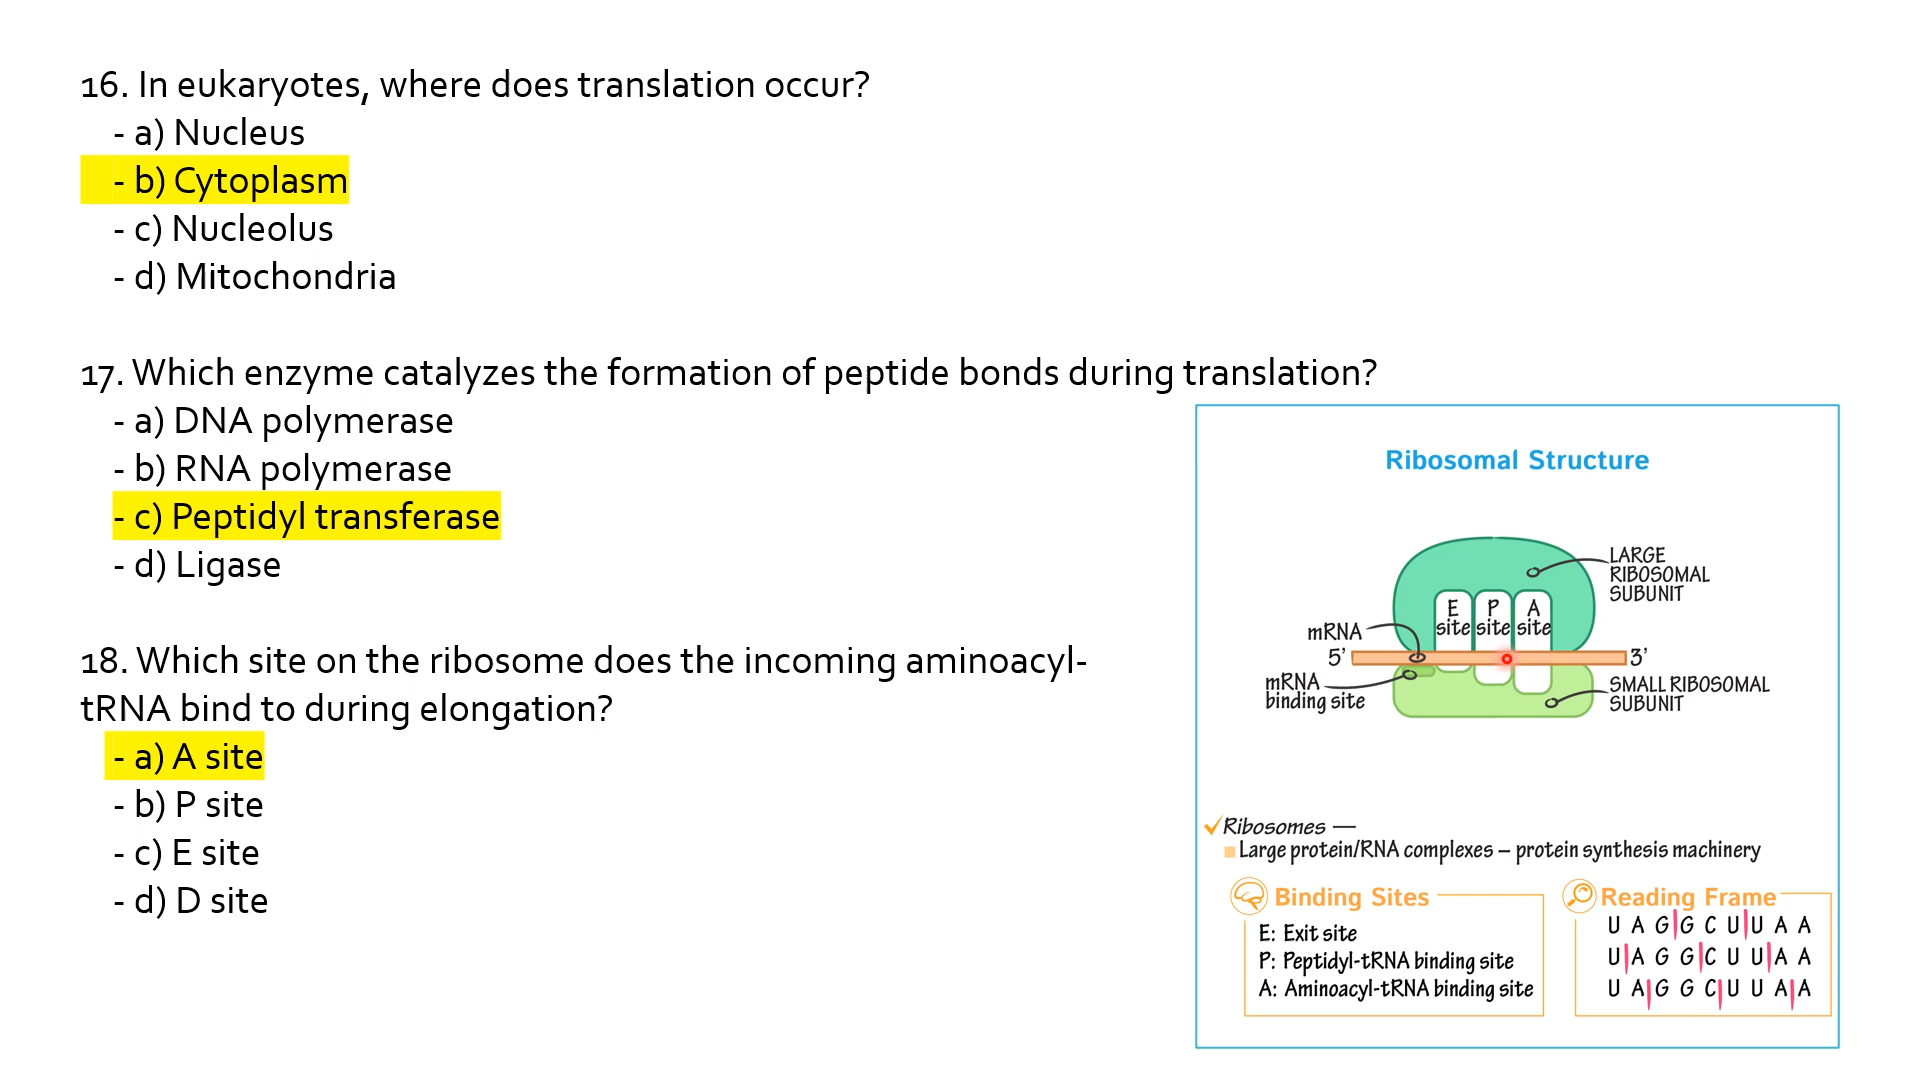 16. In eukaryotes, where does translation occur?
- a) Nucleus
- b) Cytoplasm
- c) Nucleolus
- d) Mitochondria
17. Which enzyme catalyzes the formation of peptide bonds during translation?
- a) DNA polymerase
- b) RNA polymerase
- c) Peptidyl transferase
- d) Ligase
18. Which site on the ribosome does the incoming aminoacyl-
tRNA bind to during elongation?
- a) A site
- b) P site
- c) E site
- d) D site
Ribosomal Structure
LARGE
RIBOSOMAL
SUBUNIT
E site
P site
A site
mRNA
5' 3'
mRNA
binding site
SMALL RIBOSOMAL
SUBUNIT
Ribosomes —
Large protein/RNA complexes – protein synthesis machinery
Binding Sites
E: Exit site
P: Peptidyl-tRNA binding site
A: Aminoacyl-tRNA binding site
Reading Frame
U A G|G C U|U A A
U|A G G|C U U|A A
U A|G G C|U U A|A